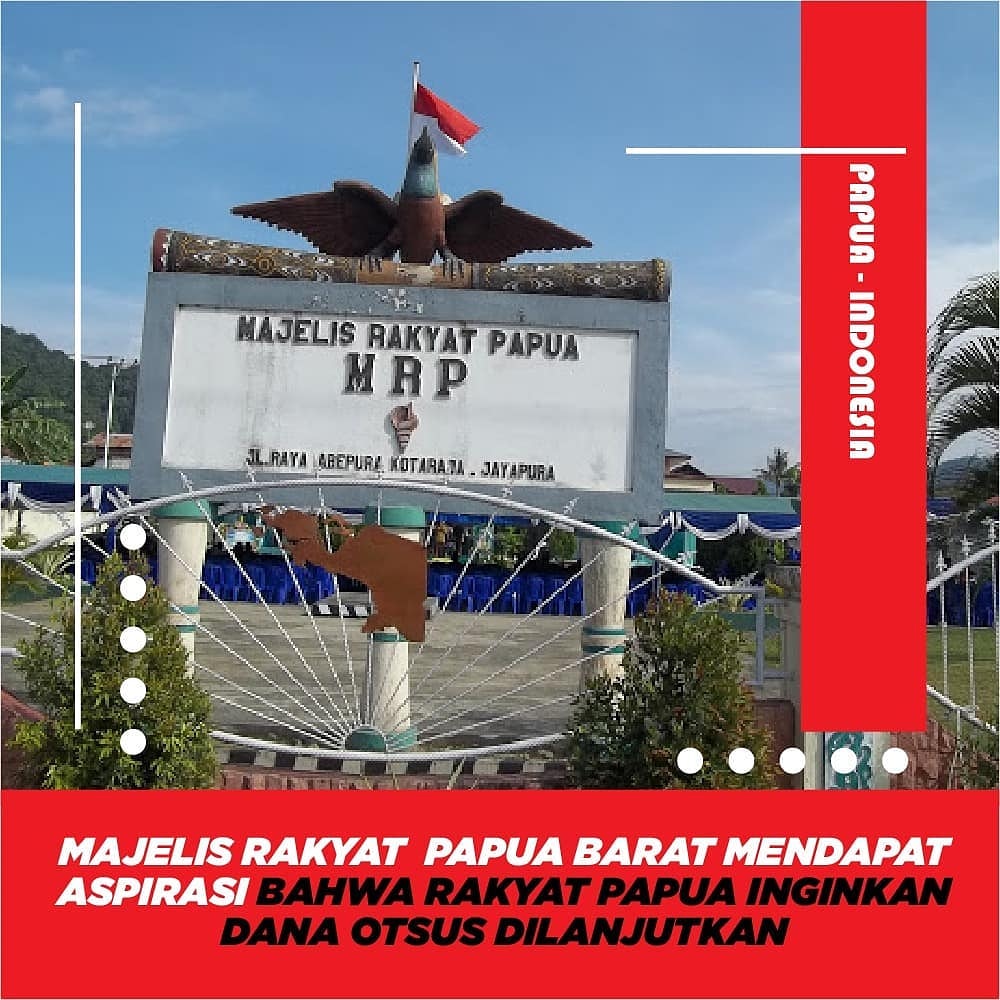 PAPUA - INDONESIA
MAJELIS RAKYAT PAPUA
MRP
JL.RAYA ABEPURA KOTARAJA - JAYAPURA
MAJELIS RAKYAT PAPUA BARAT MENDAPAT
ASPIRASI BAHWA RAKYAT PAPUA INGINKAN
DANA OTSUS DILANJUTKAN